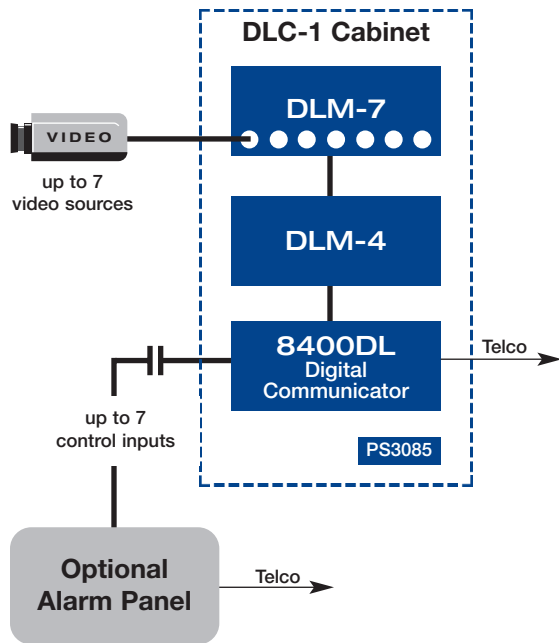 DLC-1 Cabinet
DLM-7
VIDEO
up to 7
video sources
DLM-4
8400DL
Digital
Communicator
Telco
up to 7
control inputs
PS3085
Optional
Alarm Panel
Telco